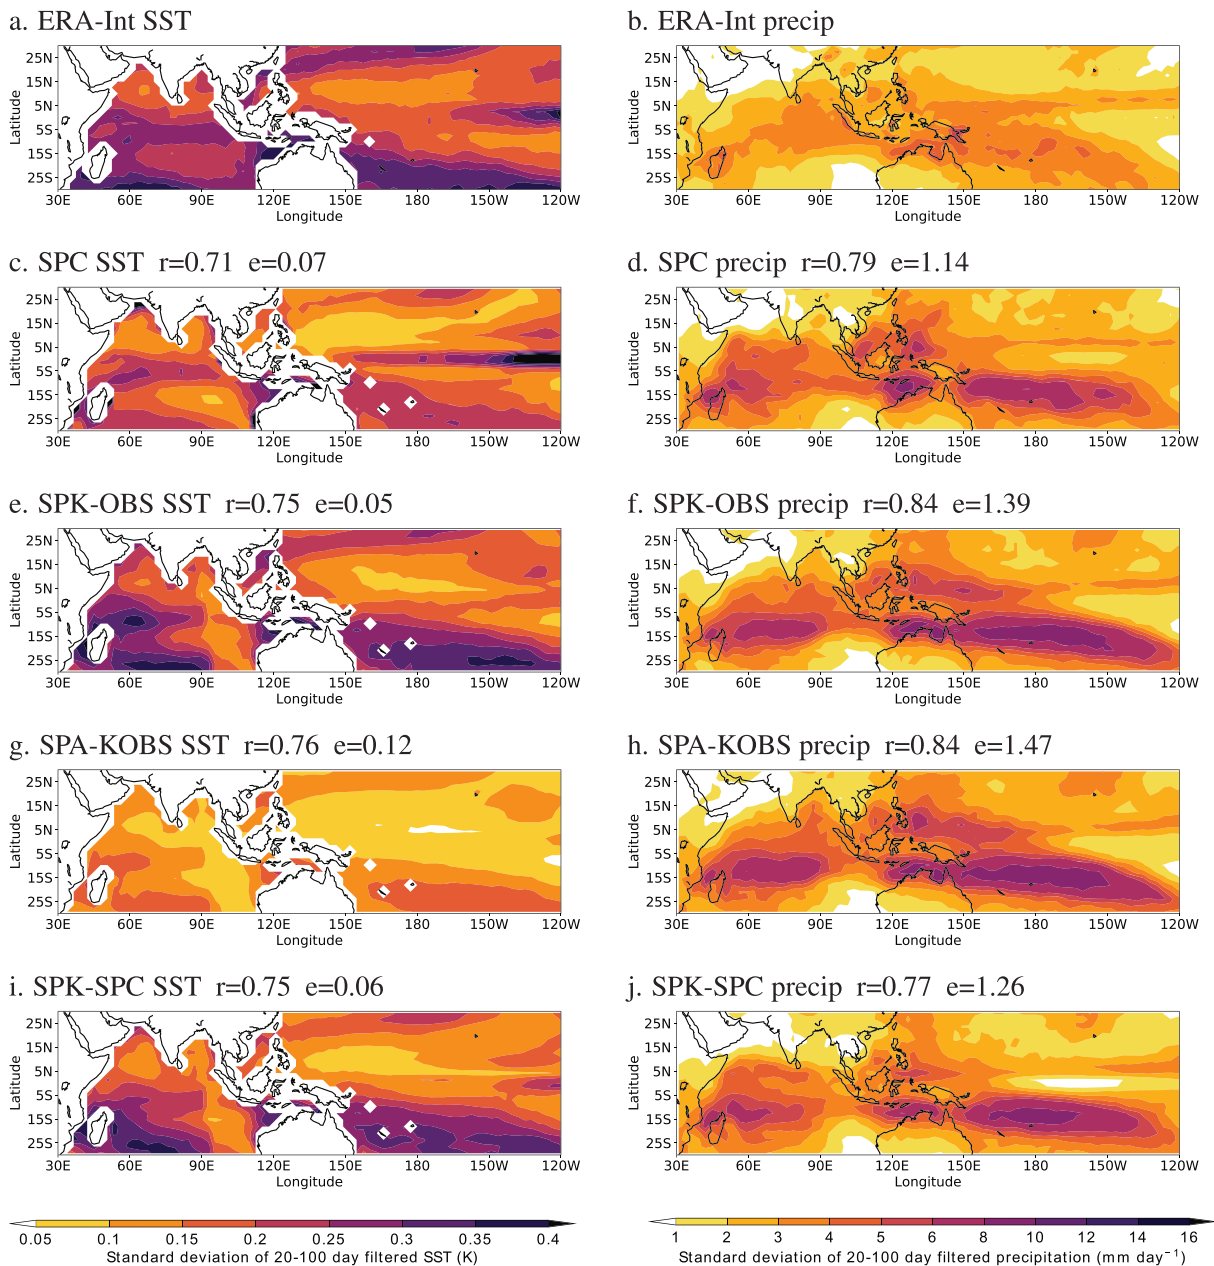 a. ERA-Int SST
b. ERA-Int precip
25N
15N
5N
5S
15S
25S
Latitude
30E 60E 90E 120E 150E 180 150W 120W
Longitude
25N
15N
5N
5S
15S
25S
Latitude
30E 60E 90E 120E 150E 180 150W 120W
Longitude
c. SPC SST r=0.71 e=0.07
d. SPC precip r=0.79 e=1.14
25N
15N
5N
5S
15S
25S
Latitude
30E 60E 90E 120E 150E 180 150W 120W
Longitude
25N
15N
5N
5S
15S
25S
Latitude
30E 60E 90E 120E 150E 180 150W 120W
Longitude
e. SPK-OBS SST r=0.75 e=0.05
f. SPK-OBS precip r=0.84 e=1.39
25N
15N
5N
5S
15S
25S
Latitude
30E 60E 90E 120E 150E 180 150W 120W
Longitude
25N
15N
5N
5S
15S
25S
Latitude
30E 60E 90E 120E 150E 180 150W 120W
Longitude
g. SPA-KOBS SST r=0.76 e=0.12
h. SPA-KOBS precip r=0.84 e=1.47
25N
15N
5N
5S
15S
25S
Latitude
30E 60E 90E 120E 150E 180 150W 120W
Longitude
25N
15N
5N
5S
15S
25S
Latitude
30E 60E 90E 120E 150E 180 150W 120W
Longitude
i. SPK-SPC SST r=0.75 e=0.06
j. SPK-SPC precip r=0.77 e=1.26
25N
15N
5N
5S
15S
25S
Latitude
30E 60E 90E 120E 150E 180 150W 120W
Longitude
25N
15N
5N
5S
15S
25S
Latitude
30E 60E 90E 120E 150E 180 150W 120W
Longitude
0.05 0.1 0.15 0.2 0.25 0.3 0.35 0.4
Standard deviation of 20-100 day filtered SST (K)
1 2 3 4 5 6 8 10 12 14 16
Standard deviation of 20-100 day filtered precipitation (mm day⁻¹)